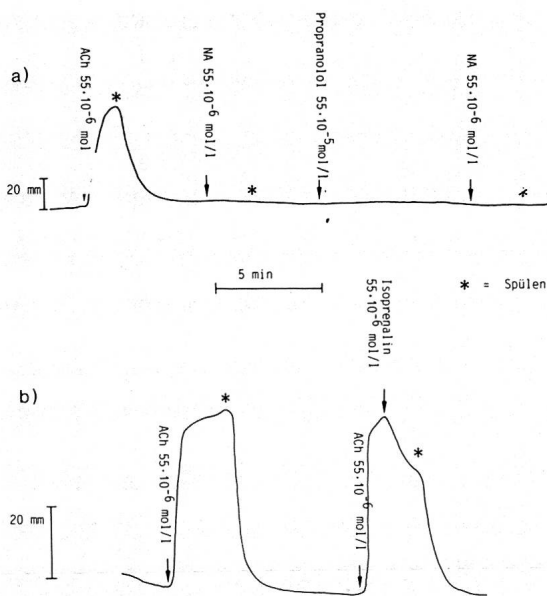 a)
ACh 55·10-6 mol
NA 55·10-6
mol/l
Propranolol 55·10-5
mol/l
NA 55·10-6
mol/l
20 mm
5 min
* = Spülen
Isoprenalin
55·10-6 mol/l
b)
ACh 55·10-6
mol/l
ACh 55·10-6
mol/l
20 mm